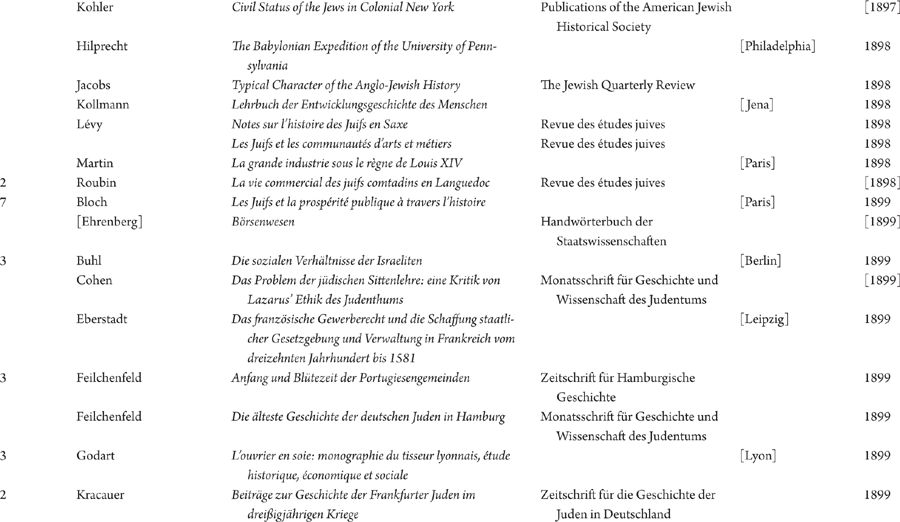 Kohler Civil Status of the Jews in Colonial New York Publications of the American Jewish [1897]
Historical Society
Hilprecht The Babylonian Expedition of the University of Penn- [Philadelphia] 1898
sylvania
Jacobs Typical Character of the Anglo-Jewish History The Jewish Quarterly Review 1898
Kollmann Lehrbuch der Entwicklungsgeschichte des Menschen [Jena] 1898
Lévy Notes sur l'histoire des Juifs en Saxe Revue des études juives 1898
Les Juifs et les communautés d'arts et métiers Revue des études juives 1898
Martin La grande industrie sous le règne de Louis XIV [Paris] 1898
2 Roubin La vie commercial des juifs comtadins en Languedoc Revue des études juives [1898]
7 Bloch Les Juifs et la prospérité publique à travers l'histoire [Paris] 1899
[Ehrenberg] Börsenwesen Handwörterbuch der [1899]
Staatswissenschaften
3 Buhl Die sozialen Verhältnisse der Israeliten [Berlin] 1899
Cohen Das Problem der jüdischen Sittenlehre: eine Kritik von Monatsschrift für Geschichte und [1899]
Lazarus' Ethik des Judenthums Wissenschaft des Judentums
Eberstadt Das französische Gewerberecht und die Schaffung staatli- [Leipzig] 1899
cher Gesetzgebung und Verwaltung in Frankreich vom
dreizehnten Jahrhundert bis 1581
3 Feilchenfeld Anfang und Blütezeit der Portugiesengemeinden Zeitschrift für Hamburgische 1899
Geschichte
Feilchenfeld Die älteste Geschichte der deutschen Juden in Hamburg Monatsschrift für Geschichte und 1899
Wissenschaft des Judentums
3 Godart L'ouvrier en soie: monographie du tisseur lyonnais, étude [Lyon] 1899
historique, économique et sociale
2 Kracauer Beiträge zur Geschichte der Frankfurter Juden im Zeitschrift für die Geschichte der 1899
dreißigjährigen Kriege Juden in Deutschland